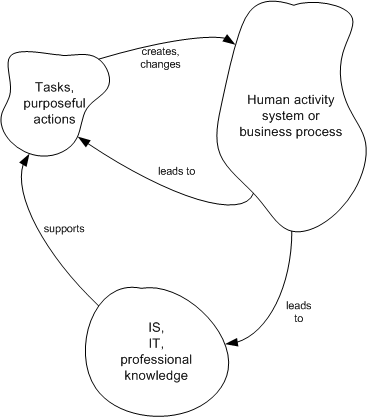 creates,
changes
Tasks,
purposeful
actions
Human activity
system or
business process
leads to
supports
leads
to
IS,
IT,
professional
knowledge